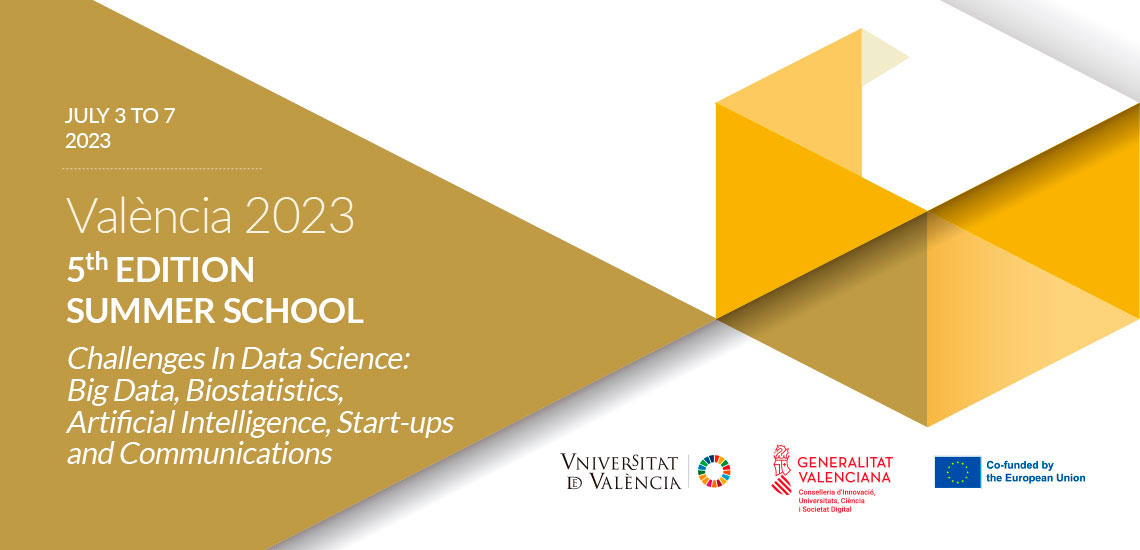 JULY 3 TO 7
2023
València 2023
5th EDITION
SUMMER SCHOOL
Challenges In Data Science:
Big Data, Biostatistics,
Artificial Intelligence, Start-ups
and Communications
VNIVERSITAT
DE VALÈNCIA
GENERALITAT
VALENCIANA
Conselleria d'Innovació,
Universitats, Ciència
i Societat Digital
Co-funded by
the European Union